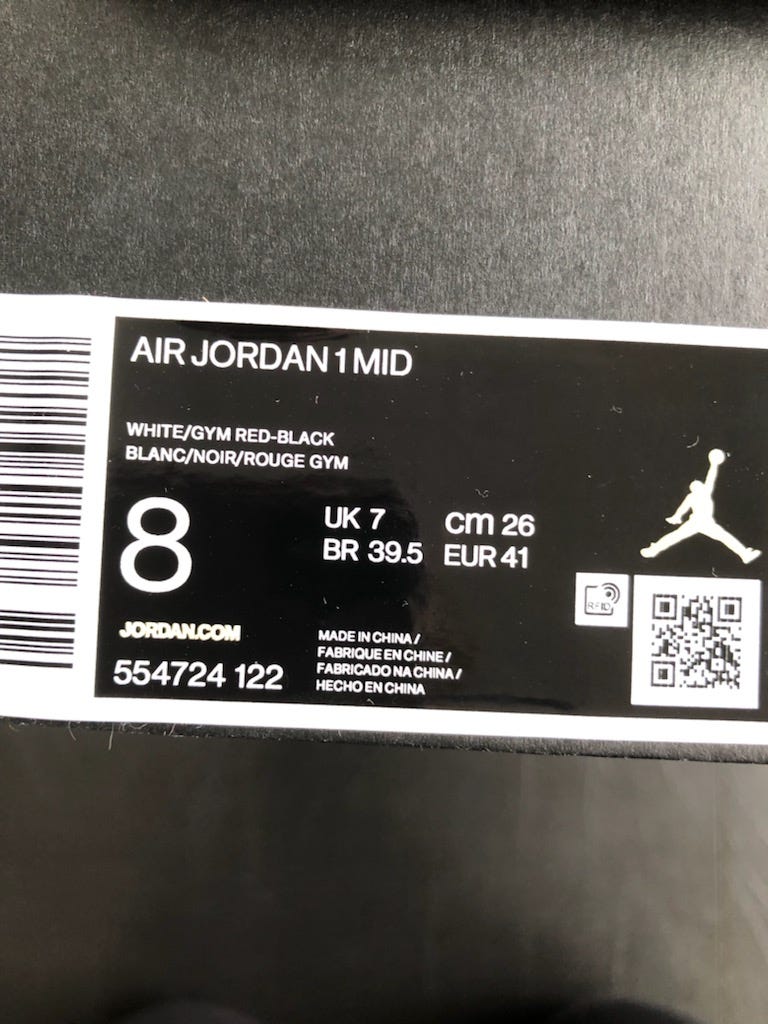 AIR JORDAN 1 MID
WHITE/GYM RED-BLACK
BLANC/NOIR/ROUGE GYM
8
UK 7
cm 26
BR 39.5
EUR 41
RFID
JORDAN.COM
554724 122
MADE IN CHINA /
FABRIQUE EN CHINE /
FABRICADO NA CHINA /
HECHO EN CHINA